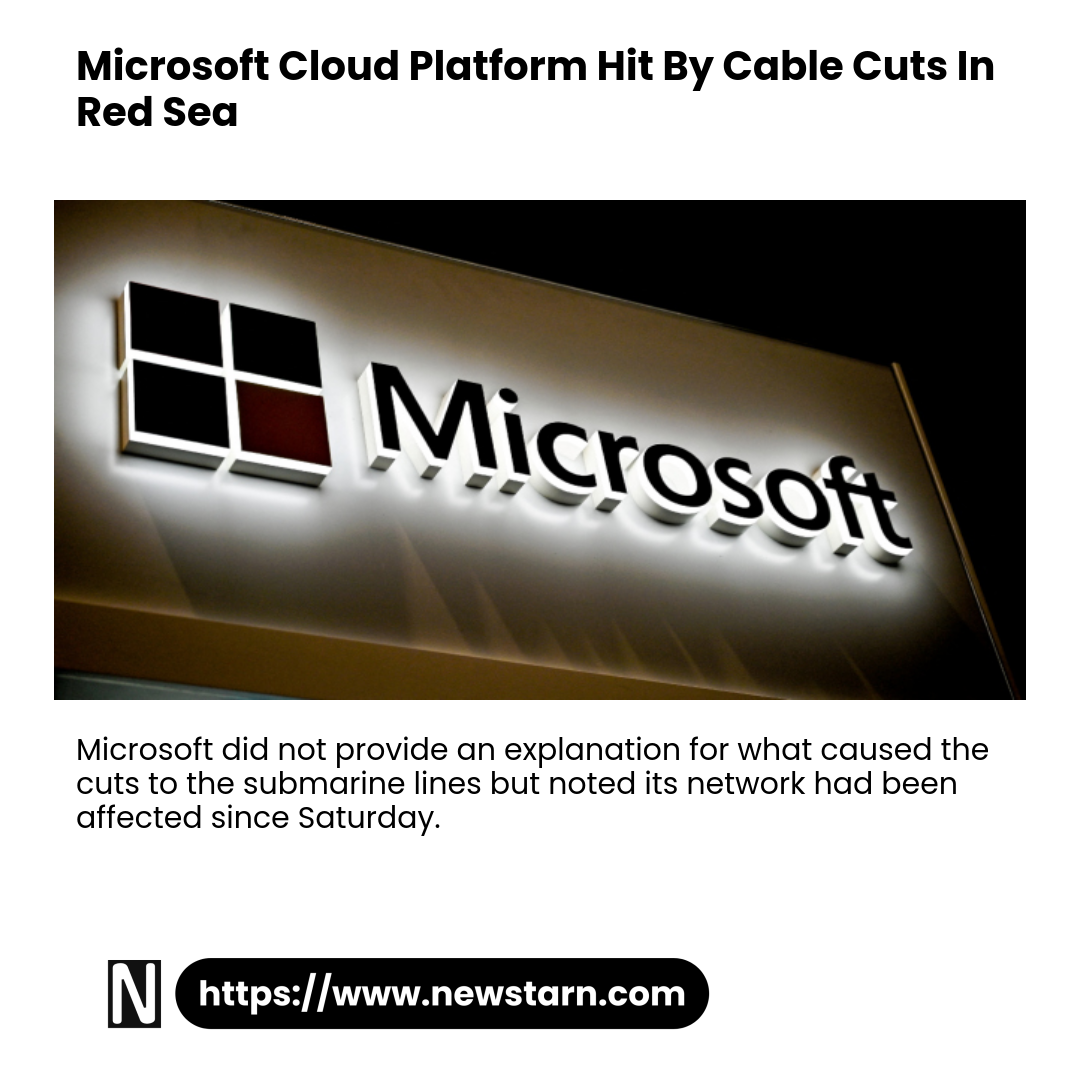 Microsoft Cloud Platform Hit By Cable Cuts In
Red Sea
Microsoft
Microsoft did not provide an explanation for what caused the
cuts to the submarine lines but noted its network had been
affected since Saturday.
N
https://www.newstarn.com